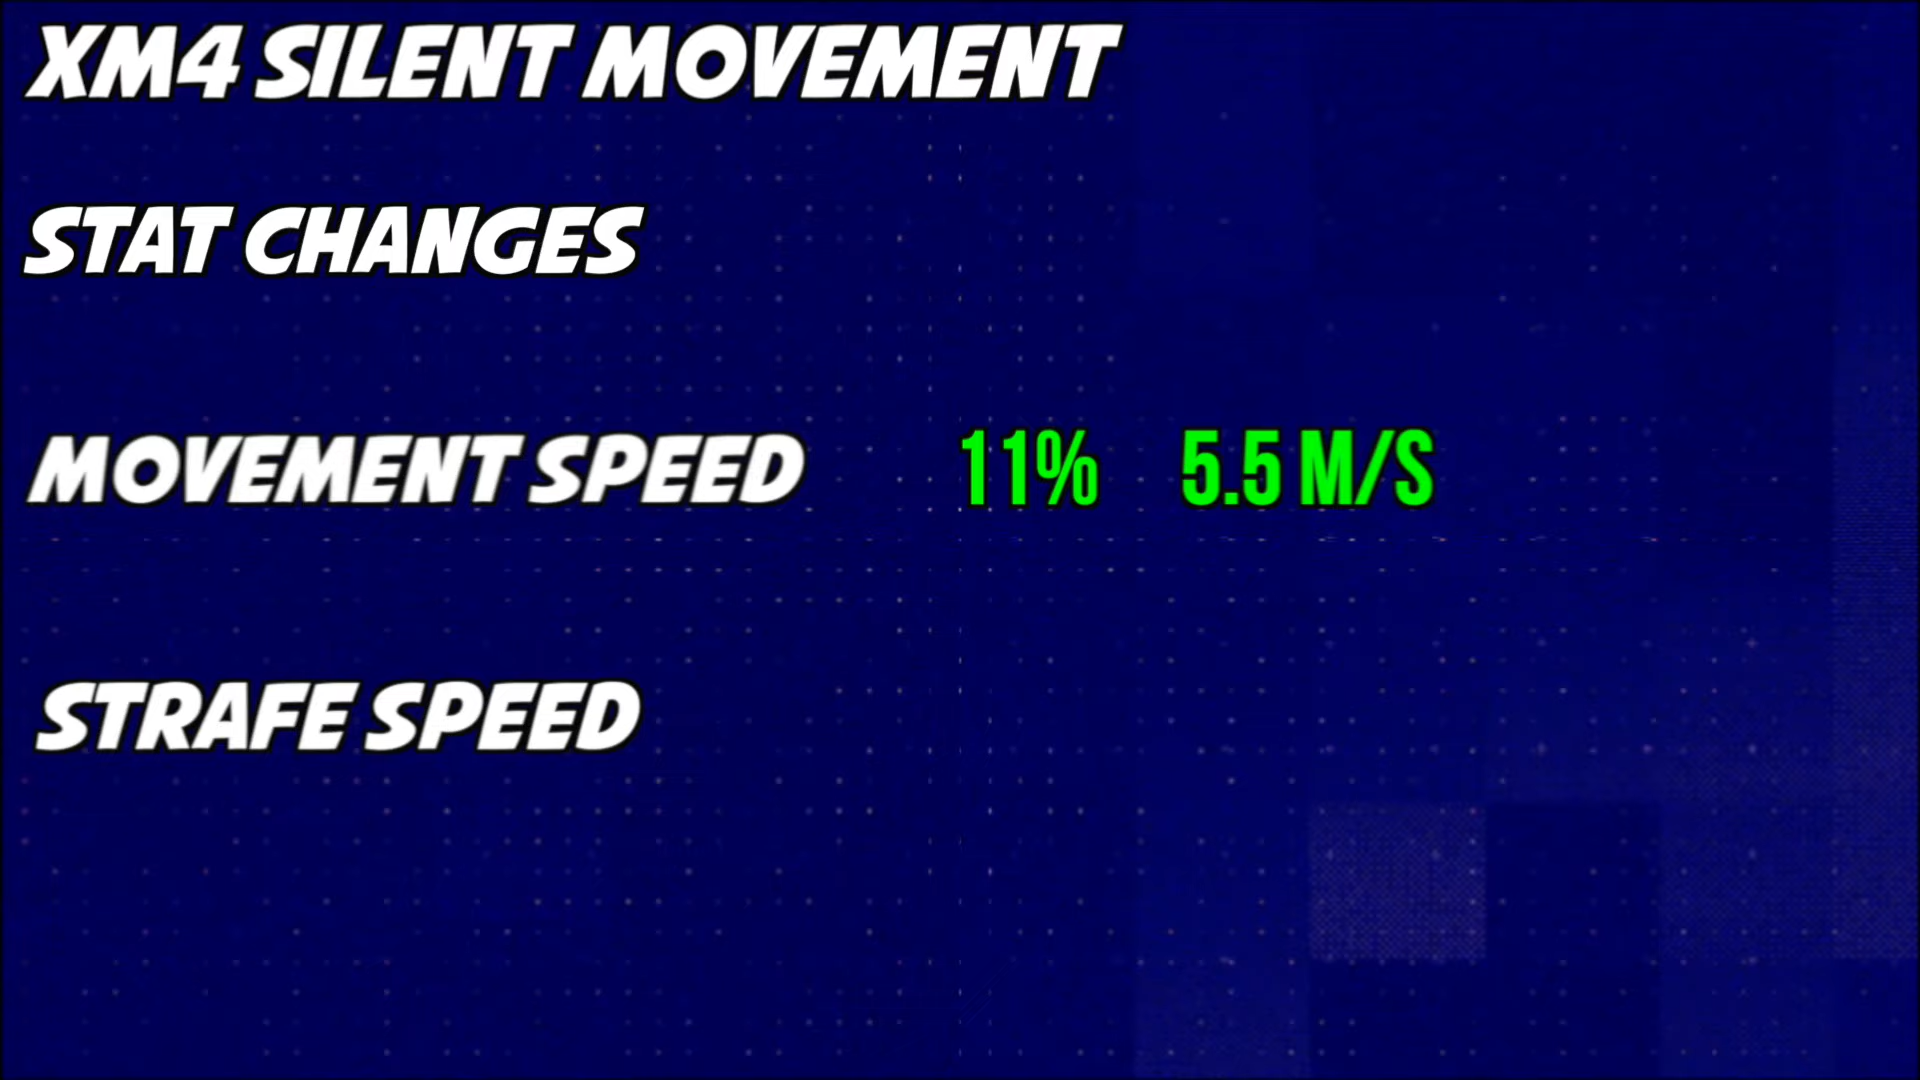 XM4 SILENT MOVEMENT
STAT CHANGES
MOVEMENT SPEED 11% 5.5 M/S
STRAFE SPEED